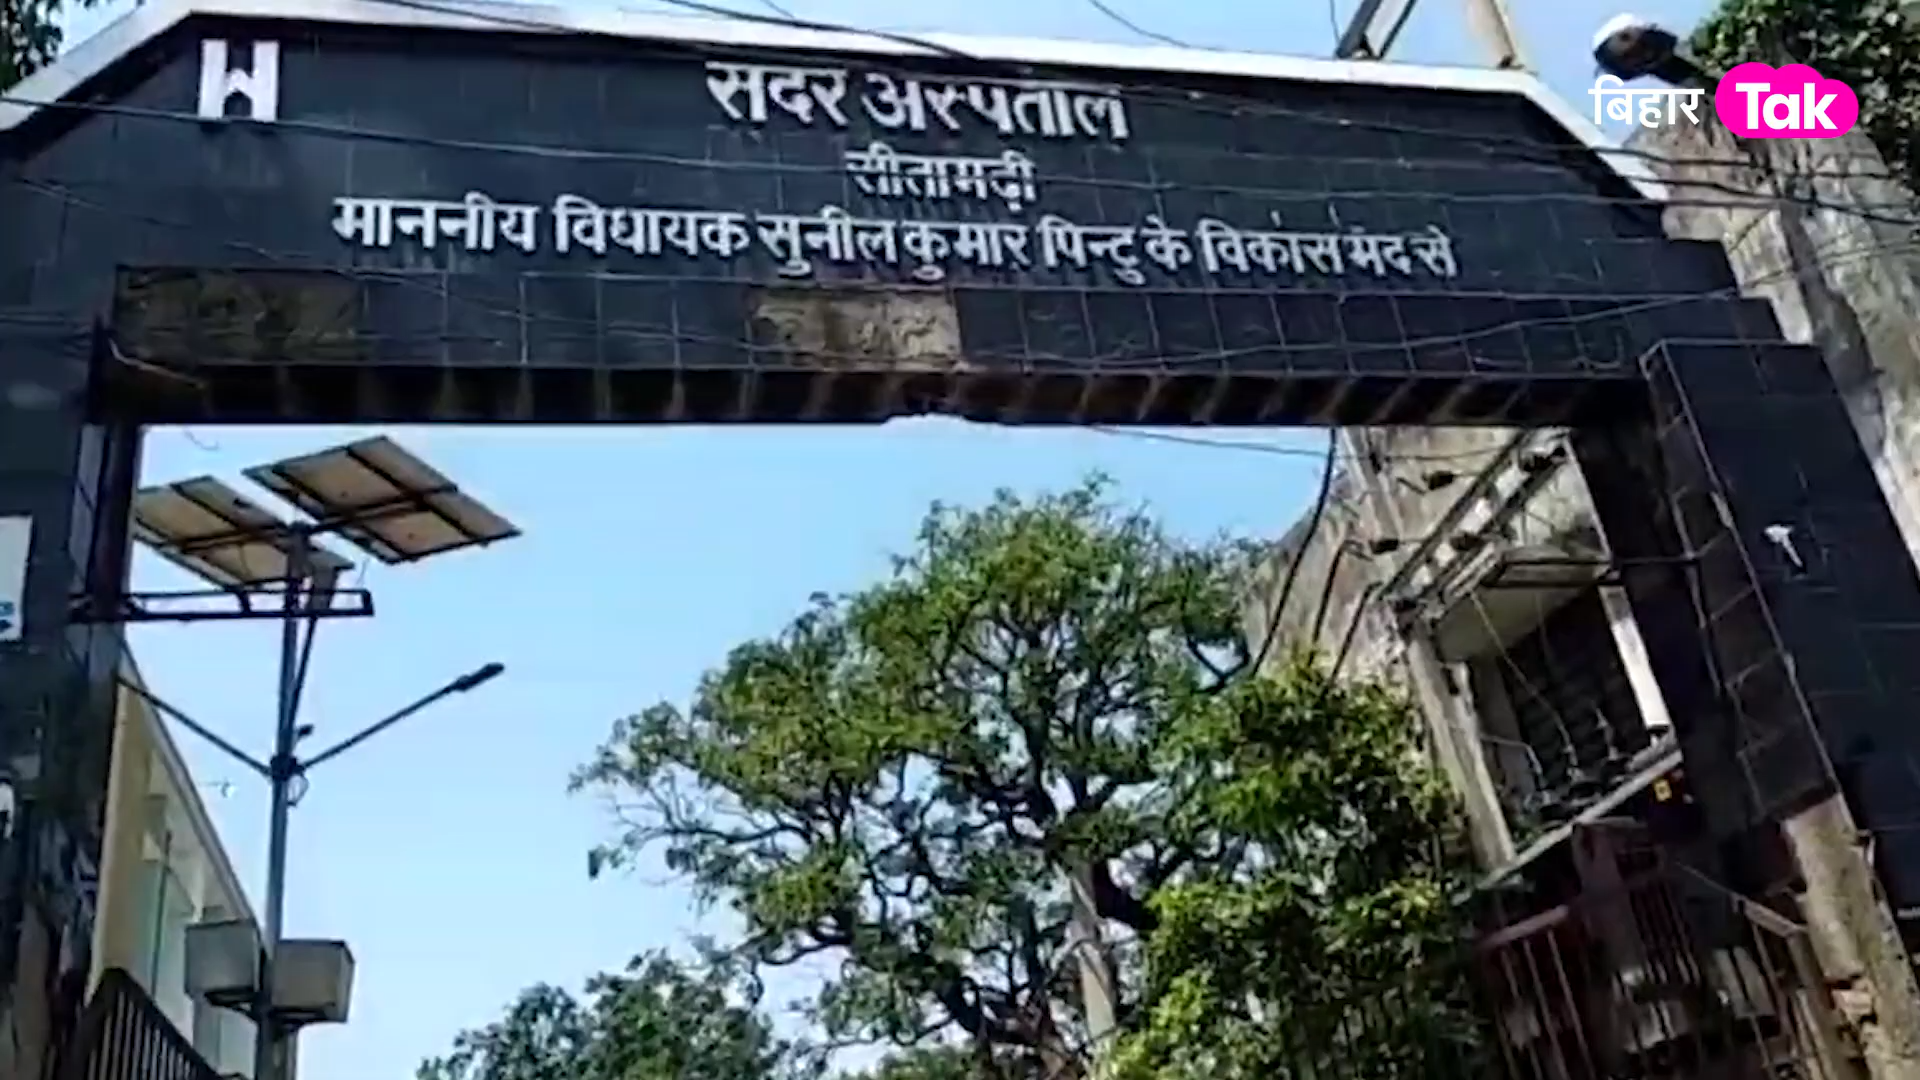 बिहार Tak
H
सदर अस्पताल
सीतामढ़ी
माननीय विधायक सुनील कुमार पिन्टु के विकास मद से